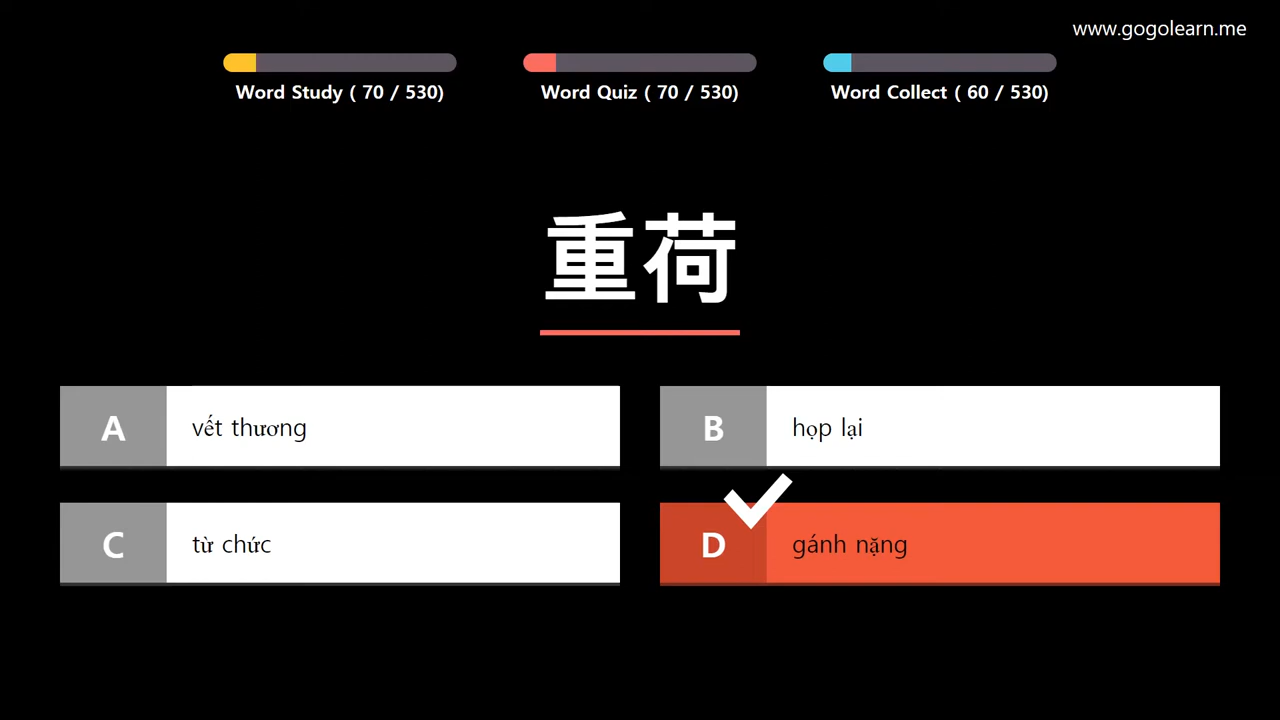 www.gogolearn.me
Word Study ( 70 / 530)
Word Quiz ( 70 / 530)
Word Collect ( 60 / 530)
重荷
A vết thương
B họp lại
C từ chức
D gánh nặng